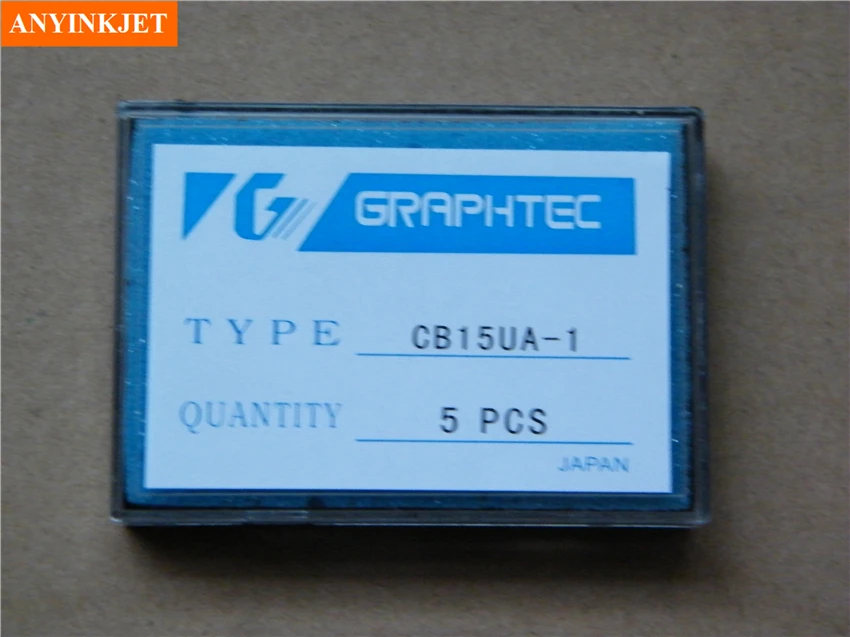 ANYINKJET
G GRAPHTEC
TYPE CB15UA-1
QUANTITY 5 PCS
JAPAN